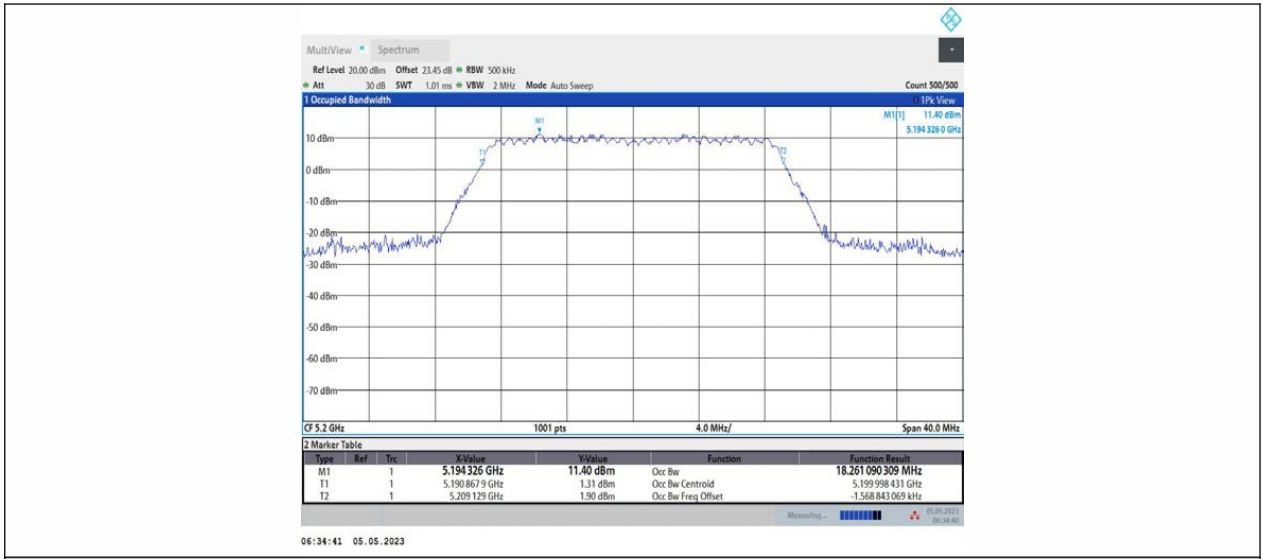 MultiView Spectrum
Ref Level 20.00 dBm Offset 23.45 dB RBW 500 kHz
Att 30 dB SWT 1.01 ms VBW 2 MHz Mode Auto Sweep Count 500/500
1 Occupied Bandwidth 1Pk View
M1[1] 11.40 dBm
5.194 326 0 GHz
M1
10 dBm
T1
T2
0 dBm
-10 dBm
-20 dBm
-30 dBm
-40 dBm
-50 dBm
-60 dBm
-70 dBm
CF 5.2 GHz 1001 pts 4.0 MHz/ Span 40.0 MHz
2 Marker Table
Type Ref Trc X-Value Y-Value Function Function Result
M1 1 5.194 326 GHz 11.40 dBm Occ Bw 18.261 090 309 MHz
T1 1 5.190 867 9 GHz 1.31 dBm Occ Bw Centroid 5.199 998 431 GHz
T2 1 5.209 129 GHz 1.90 dBm Occ Bw Freq Offset -1.568 843 069 kHz
Measuring... 05.05.2023
06:34:40
06:34:41 05.05.2023